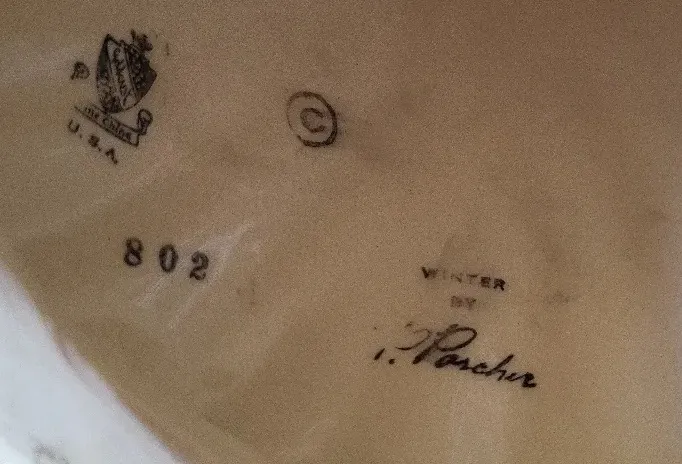 U.S.A.
©
802
WINTER
BY
Porcher